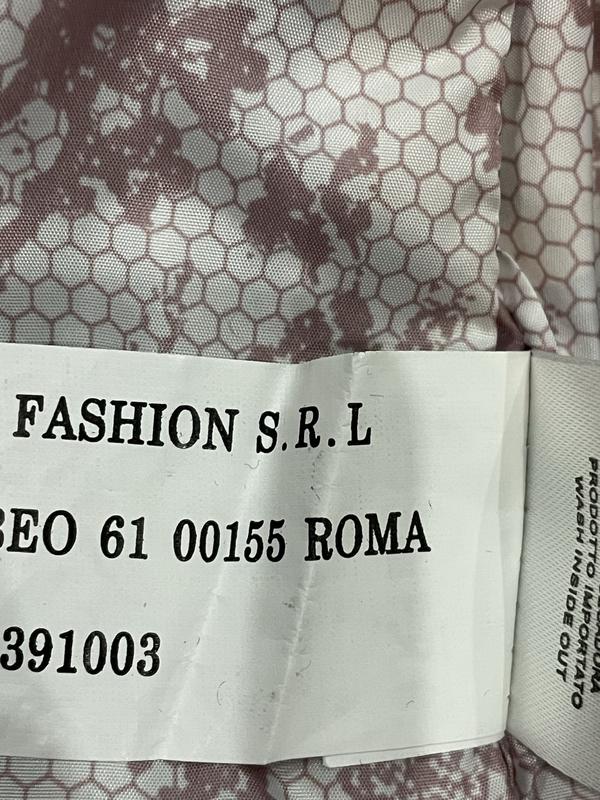 FASHION S.R.L
BEO 61 00155 ROMA
391003
PRODOTTO IMPORTATO
WASH INSIDE OUT